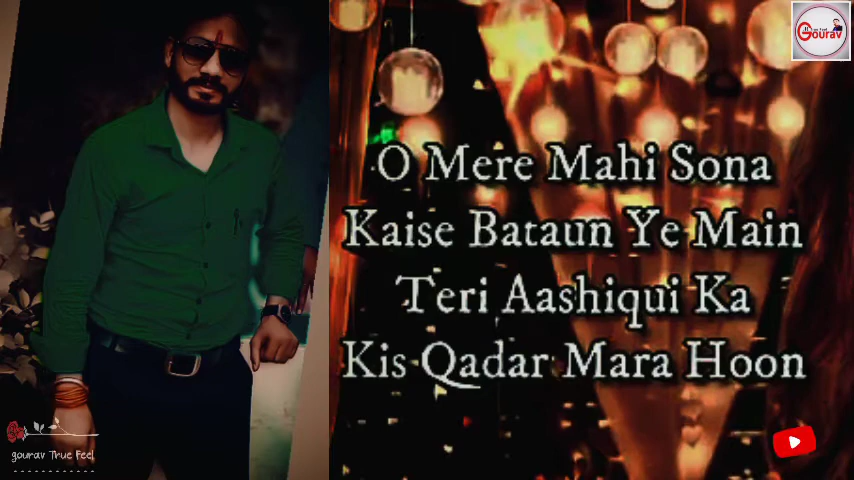 Gourav
O Mere Mahi Sona
Kaise Bataun Ye Main
Teri Aashiqui Ka
Kis Qadar Mara Hoon
gourav True Feel